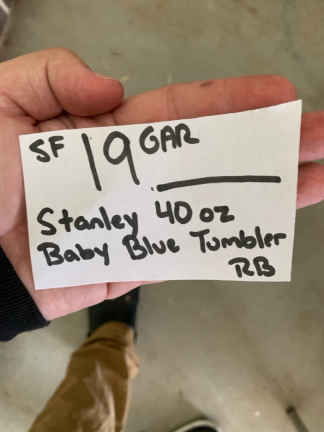 SF 19 GAR
Stanley 40 oz
Baby Blue Tumbler
RB